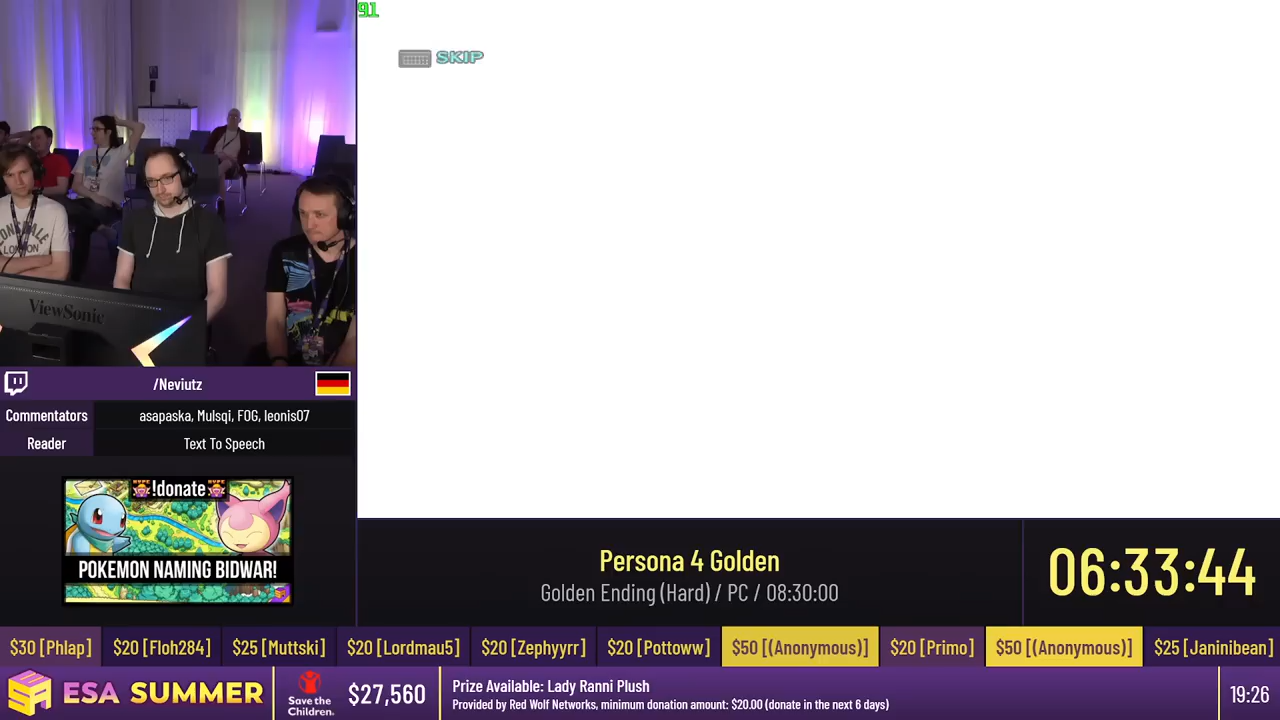 91
SKIP
LONSDALE
LONDON
ViewSonic
/Neviutz
Commentators
asapaska, Mulsqi, FOG, leonis07
Reader
Text To Speech
!donate
POKEMON NAMING BIDWAR!
Persona 4 Golden
Golden Ending (Hard) / PC / 08:30:00
06:33:44
$30 [Phlap]
$20 [Floh284]
$25 [Muttski]
$20 [Lordmau5]
$20 [Zephyyrr]
$20 [Pottoww]
$50 [(Anonymous)]
$20 [Primo]
$50 [(Anonymous)]
$25 [Janinibean]
ESA SUMMER
Save the
Children.
$27,560
Prize Available: Lady Ranni Plush
Provided by Red Wolf Networks, minimum donation amount: $20.00 (donate in the next 6 days)
19:26